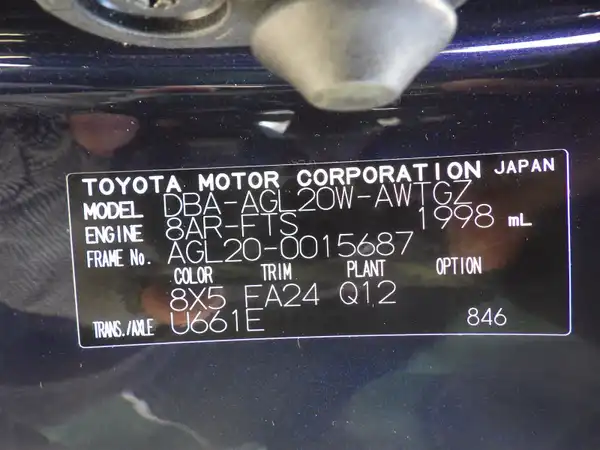 TOYOTA MOTOR CORPORATION JAPAN
MODEL DBA-AGL20W-AWTGZ
ENGINE 8AR-FTS 1998 mL
FRAME No. AGL20-0015687
COLOR TRIM PLANT OPTION
8X5 EA24 Q12
TRANS./AXLE U661E 846